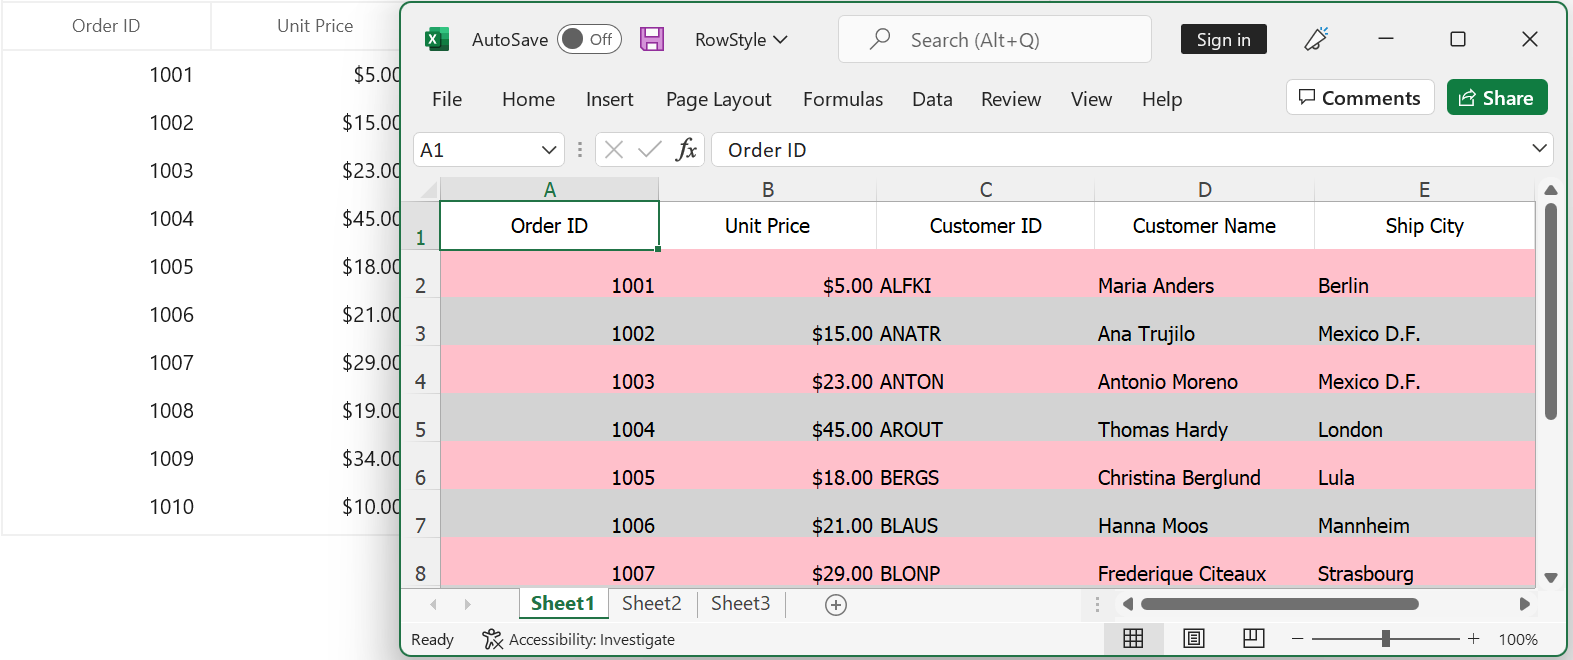 Order ID Unit Price
1001 $5.00
1002 $15.00
1003 $23.00
1004 $45.00
1005 $18.00
1006 $21.00
1007 $29.00
1008 $19.00
1009 $34.00
1010 $10.00
AutoSave Off RowStyle Search (Alt+Q) Sign in
File Home Insert Page Layout Formulas Data Review View Help Comments Share
A1 fx Order ID
A B C D E
1 Order ID Unit Price Customer ID Customer Name Ship City
2 1001 $5.00 ALFKI Maria Anders Berlin
3 1002 $15.00 ANATR Ana Trujilo Mexico D.F.
4 1003 $23.00 ANTON Antonio Moreno Mexico D.F.
5 1004 $45.00 AROUT Thomas Hardy London
6 1005 $18.00 BERGS Christina Berglund Lula
7 1006 $21.00 BLAUS Hanna Moos Mannheim
8 1007 $29.00 BLONP Frederique Citeaux Strasbourg
Sheet1 Sheet2 Sheet3
Ready Accessibility: Investigate 100%